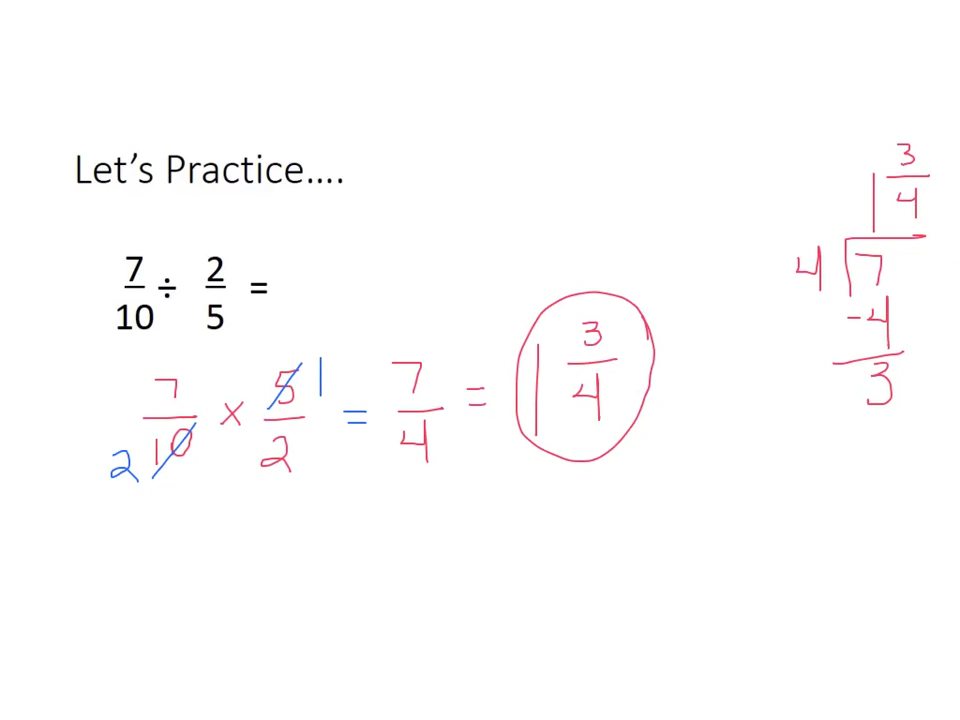 Let's Practice....
7/10 ÷ 2/5 =
7/10 × 5/2 = 7/4 = 1 3/4
2 1
1 3/4
4 7
-4
3